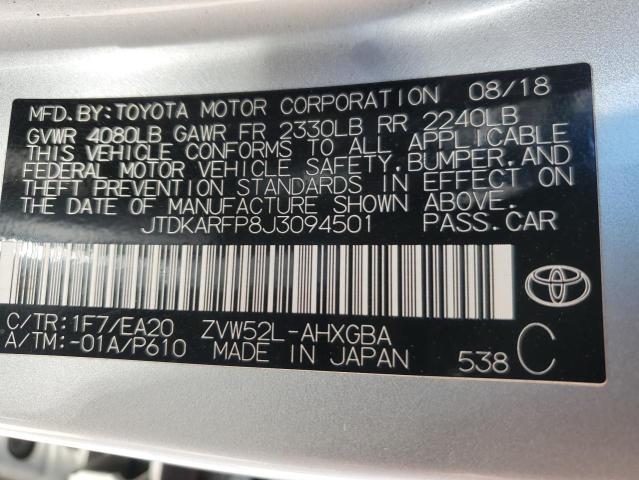 MFD.BY:TOYOTA MOTOR CORPORATION 08/18
GVWR 4080LB GAWR FR 2330LB RR 2240LB
THIS VEHICLE CONFORMS TO ALL APPLICABLE
FEDERAL MOTOR VEHICLE SAFETY,BUMPER,AND
THEFT PREVENTION STANDARDS IN EFFECT ON
THE DATE OF MANUFACTURE SHOWN ABOVE.
JTDKARFP8J3094501 PASS.CAR
C/TR:1F7/EA20 ZVW52L-AHXGBA
A/TM:-01A/P610 MADE IN JAPAN 538 C